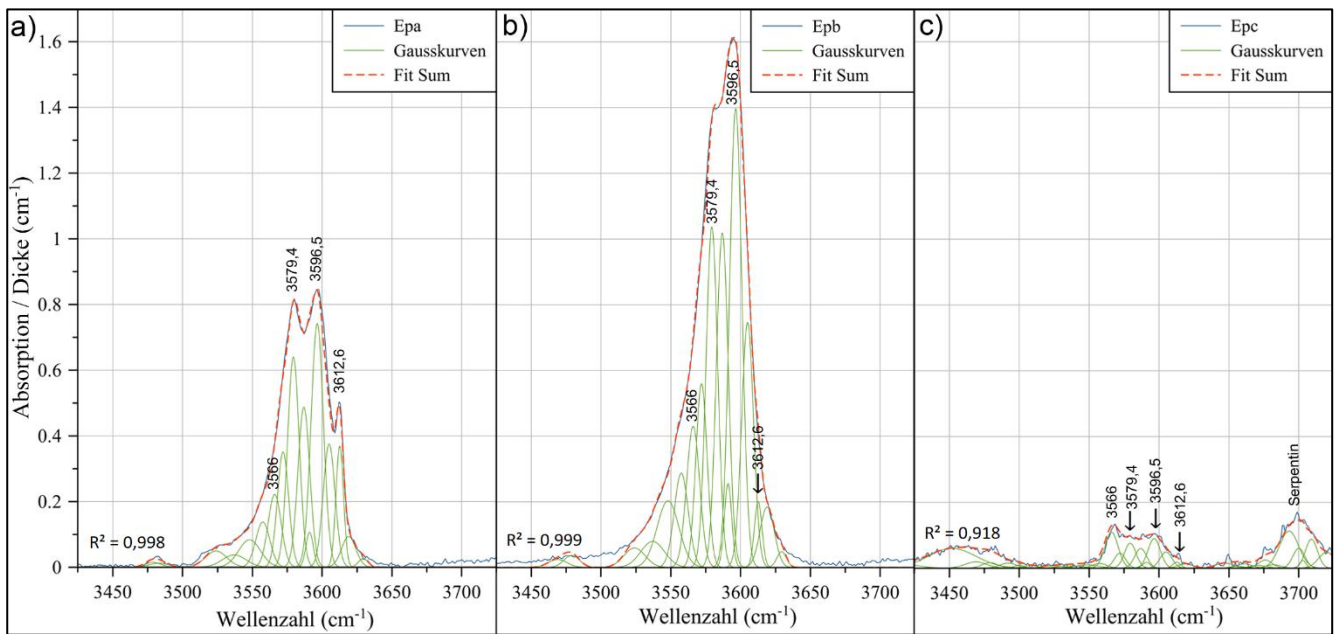 a)
Epa
Gausskurven
Fit Sum
b)
Epb
Gausskurven
Fit Sum
c)
Epc
Gausskurven
Fit Sum
Absorption / Dicke (cm⁻¹)
1.6
1.4
1.2
1
0.8
0.6
0.4
0.2
0
3566
3579,4
3596,5
3612,6
R² = 0,998
3450
3500
3550
3600
3650
3700
Wellenzahl (cm⁻¹)
3566
3579,4
3596,5
3612,6
R² = 0,999
3450
3500
3550
3600
3650
3700
Wellenzahl (cm⁻¹)
3566
3579,4
3596,5
3612,6
Serpentin
R² = 0,918
3450
3500
3550
3600
3650
3700
Wellenzahl (cm⁻¹)